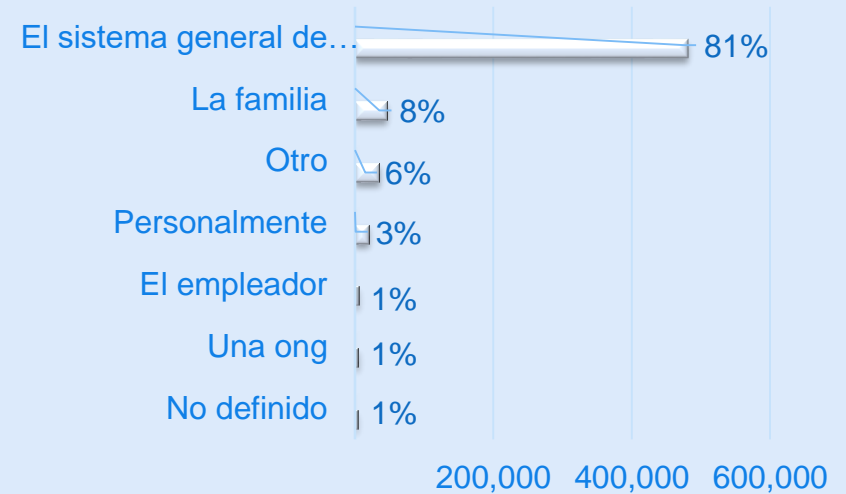 El sistema general de… 81%
La familia 8%
Otro 6%
Personalmente 3%
El empleador 1%
Una ong 1%
No definido 1%
200,000 400,000 600,000